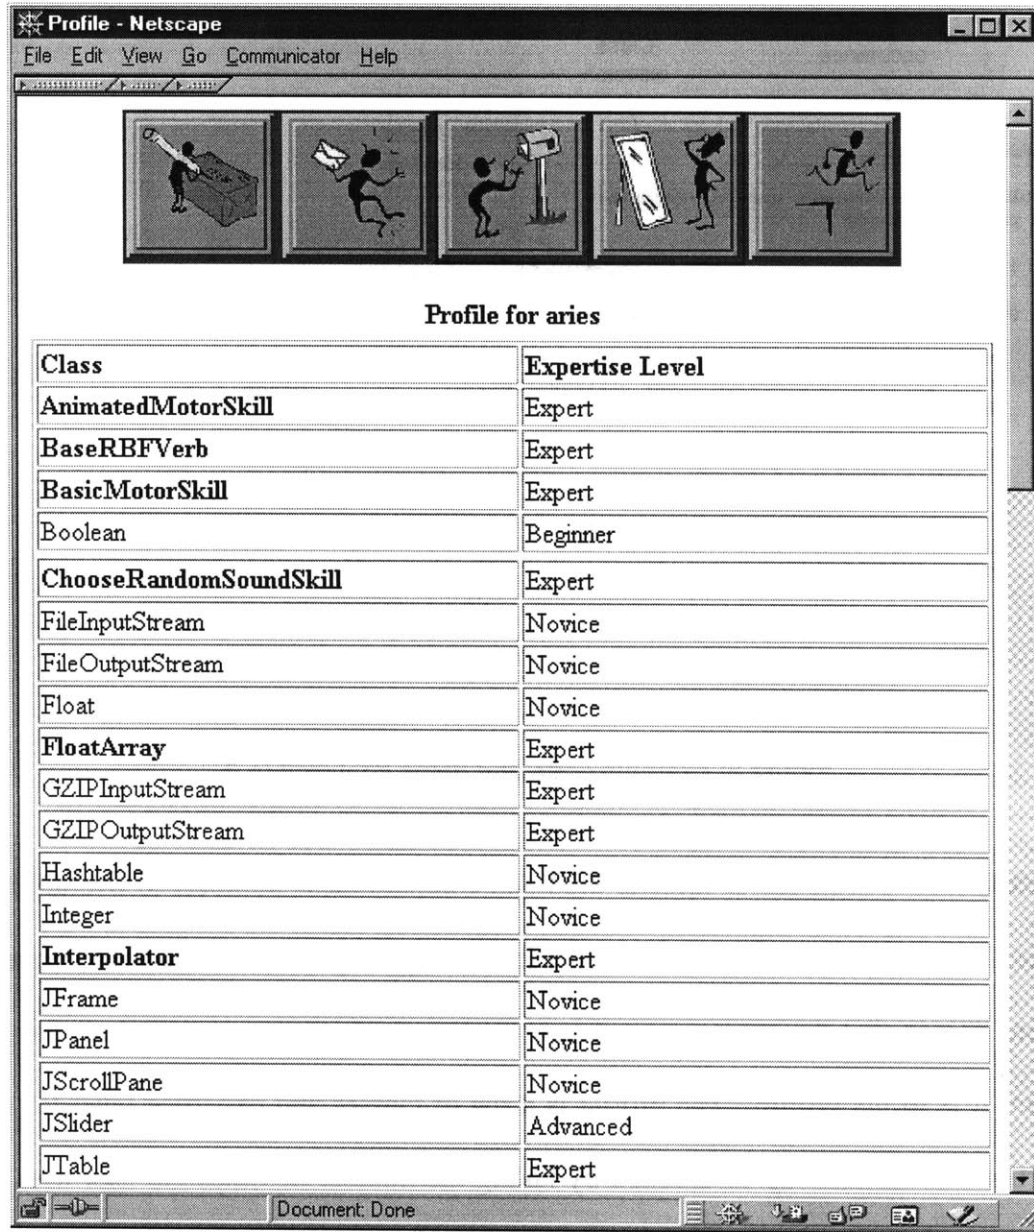 Profile - Netscape
File Edit View Go Communicator Help
Profile for aries
Class Expertise Level
AnimatedMotorSkill Expert
BaseRBFVerb Expert
BasicMotorSkill Expert
Boolean Beginner
ChooseRandomSoundSkill Expert
FileInputStream Novice
FileOutputStream Novice
Float Novice
FloatArray Expert
GZIPInputStream Expert
GZIPOutputStream Expert
Hashtable Novice
Integer Novice
Interpolator Expert
JFrame Novice
JPanel Novice
JScrollPane Novice
JSlider Advanced
JTable Expert
Document: Done